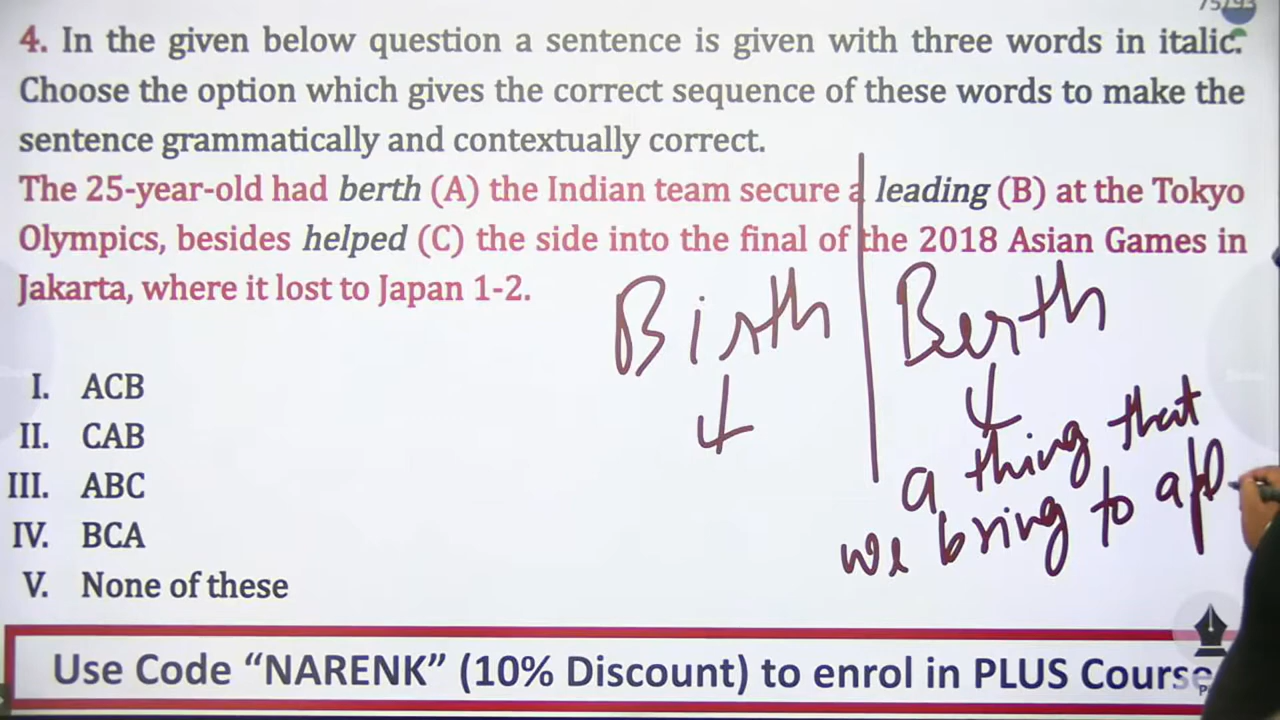 75/93
4. In the given below question a sentence is given with three words in italic.
Choose the option which gives the correct sequence of these words to make the
sentence grammatically and contextually correct.
The 25-year-old had berth (A) the Indian team secure a leading (B) at the Tokyo
Olympics, besides helped (C) the side into the final of the 2018 Asian Games in
Jakarta, where it lost to Japan 1-2.
Birth Berth
a thing that
we bring to
I. ACB
II. CAB
III. ABC
IV. BCA
V. None of these
Use Code “NARENK” (10% Discount) to enrol in PLUS Course